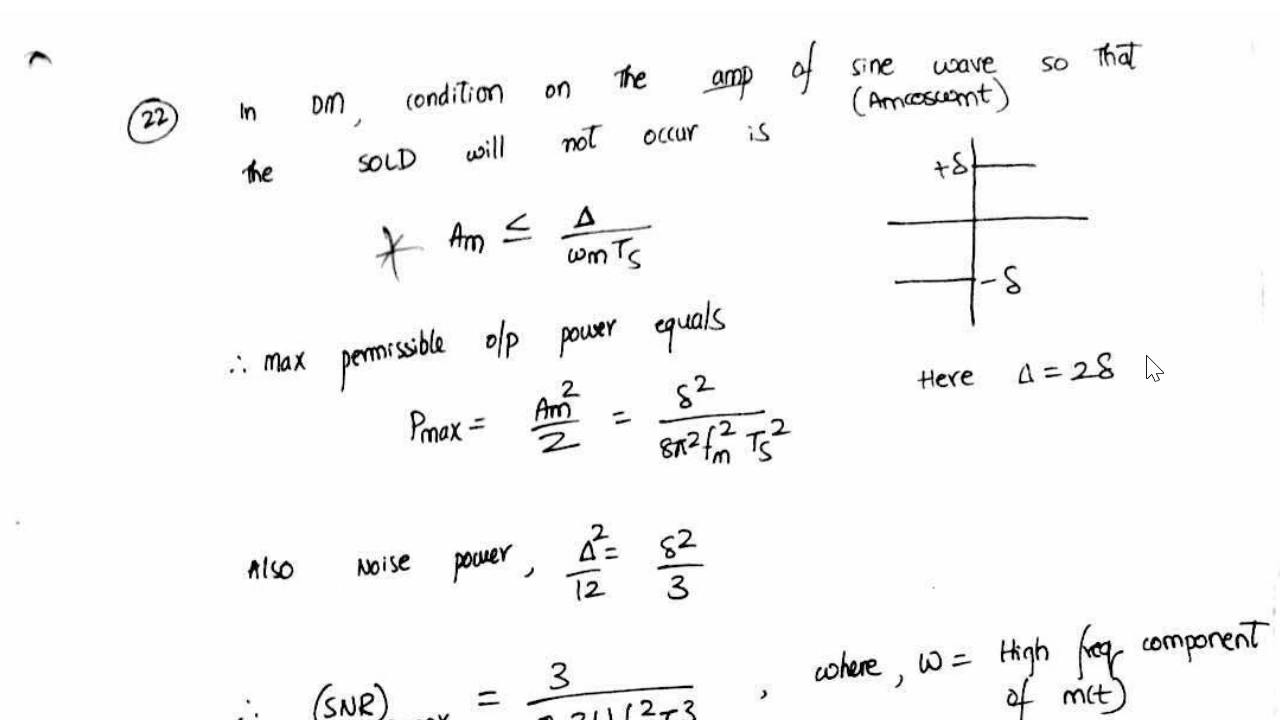 22 In DM, condition on the amp of sine wave so that
(Amcosωmt)
the SOLD will not occur is
+δ
* Am ≤ Δ/ωmTs
-δ
∴ max permissible o/p power equals
Here Δ = 2δ
Pmax = Am²/2 = δ²/8π²fm²Ts²
Also Noise power, Δ²/12 = δ²/3
∴ (SNR) = 3 , where, ω = High freq component
of m(t)